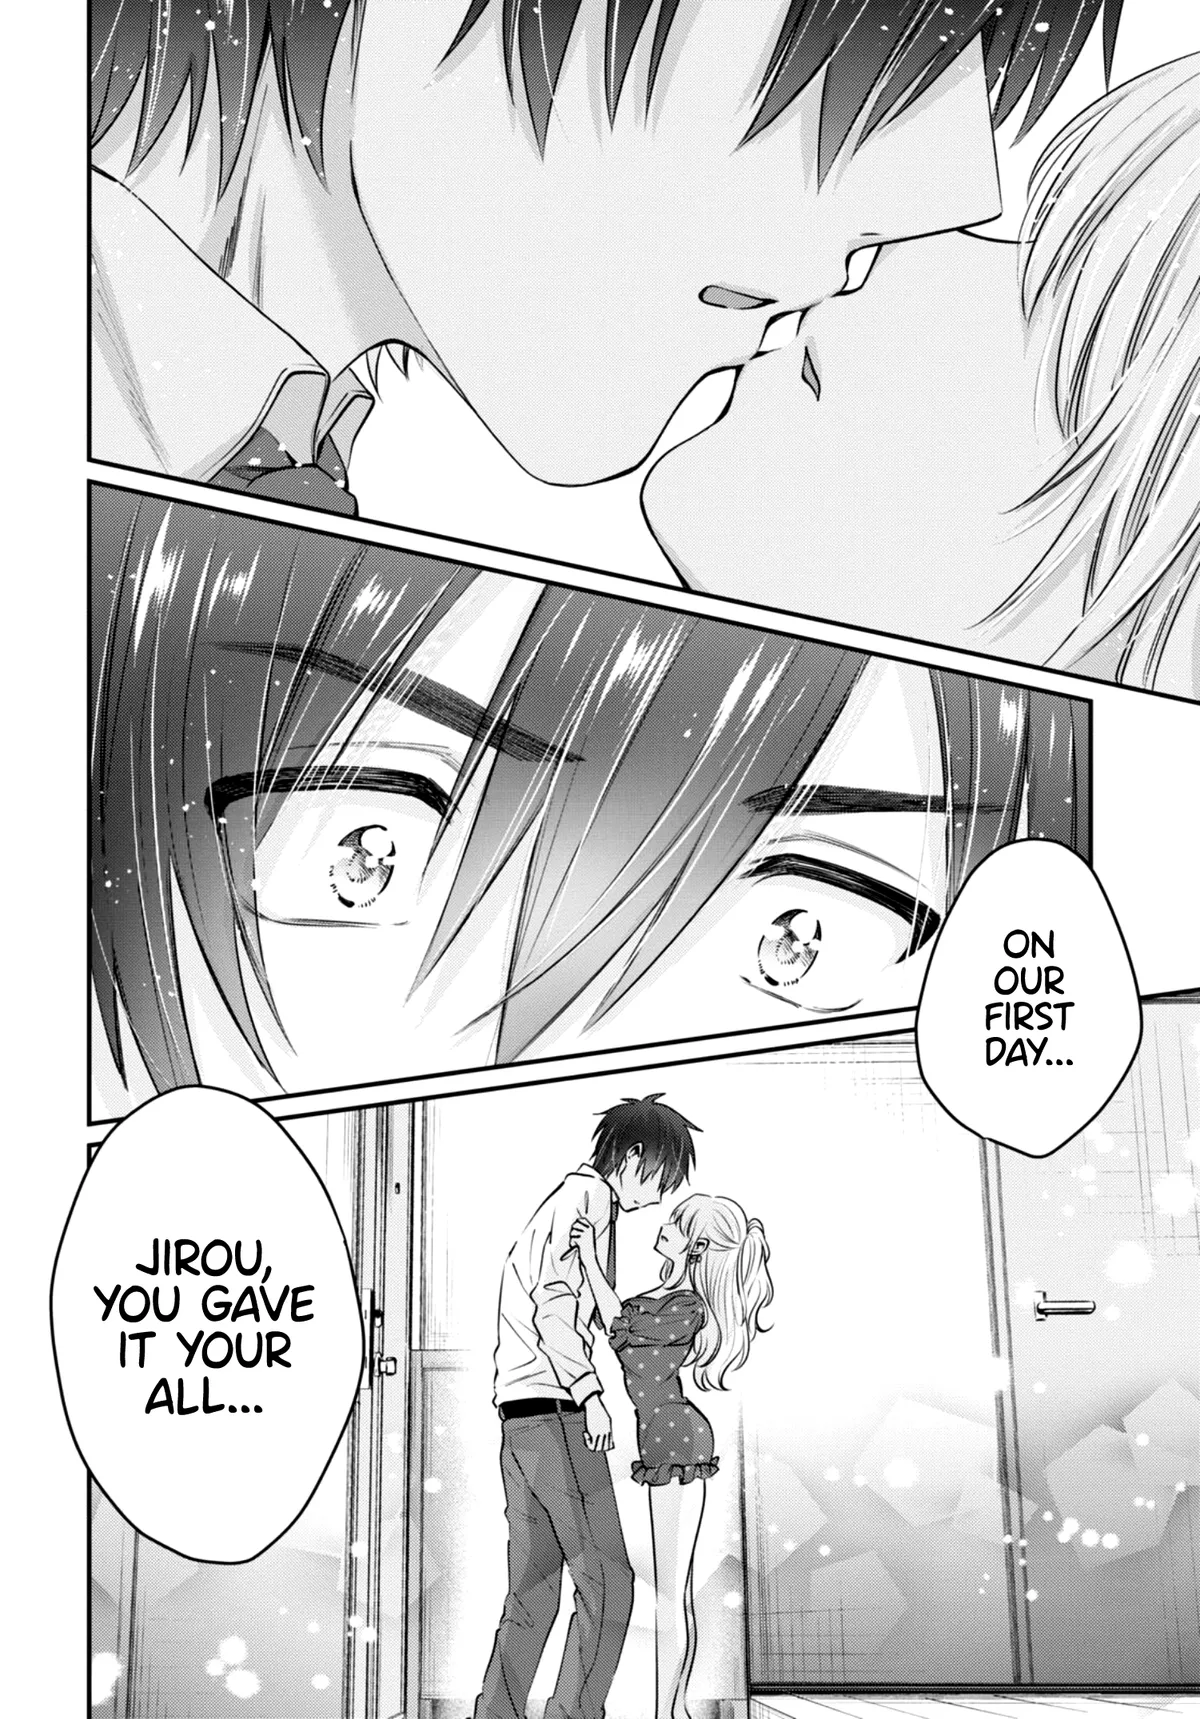 ON
OUR
FIRST
DAY...
JIROU,
YOU GAVE
IT YOUR
ALL...